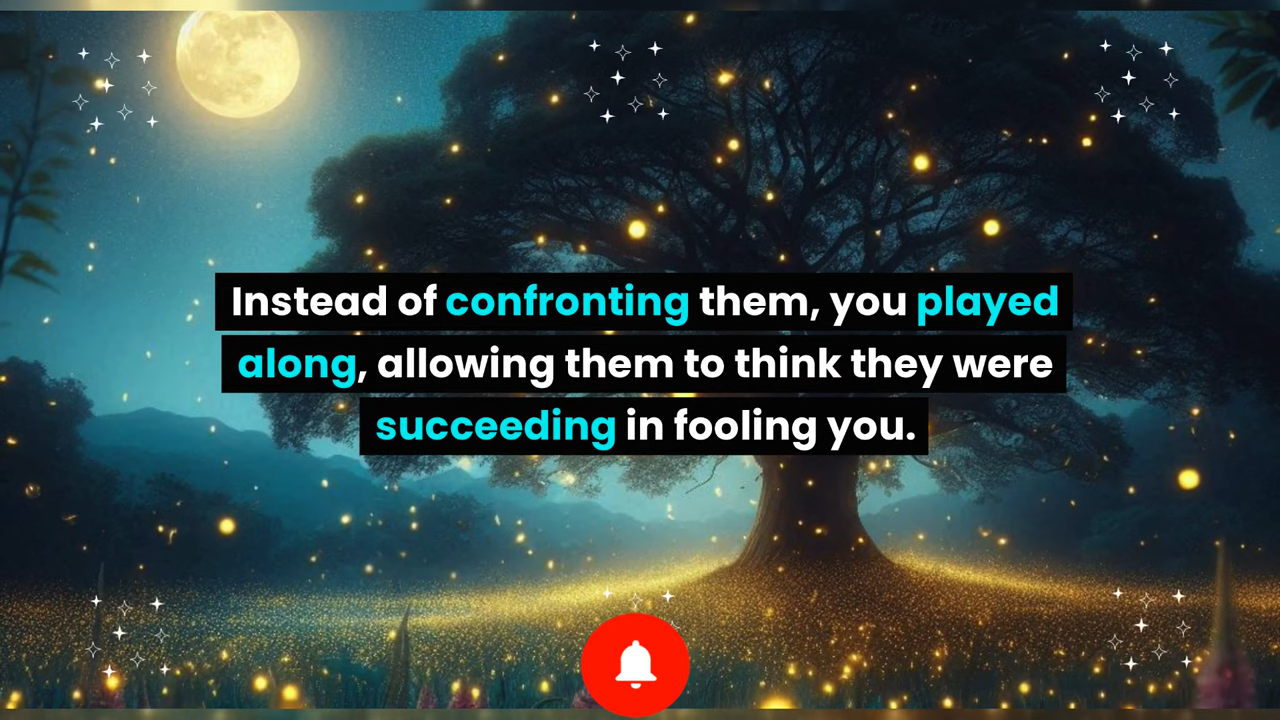 Instead of confronting them, you played
along, allowing them to think they were
succeeding in fooling you.